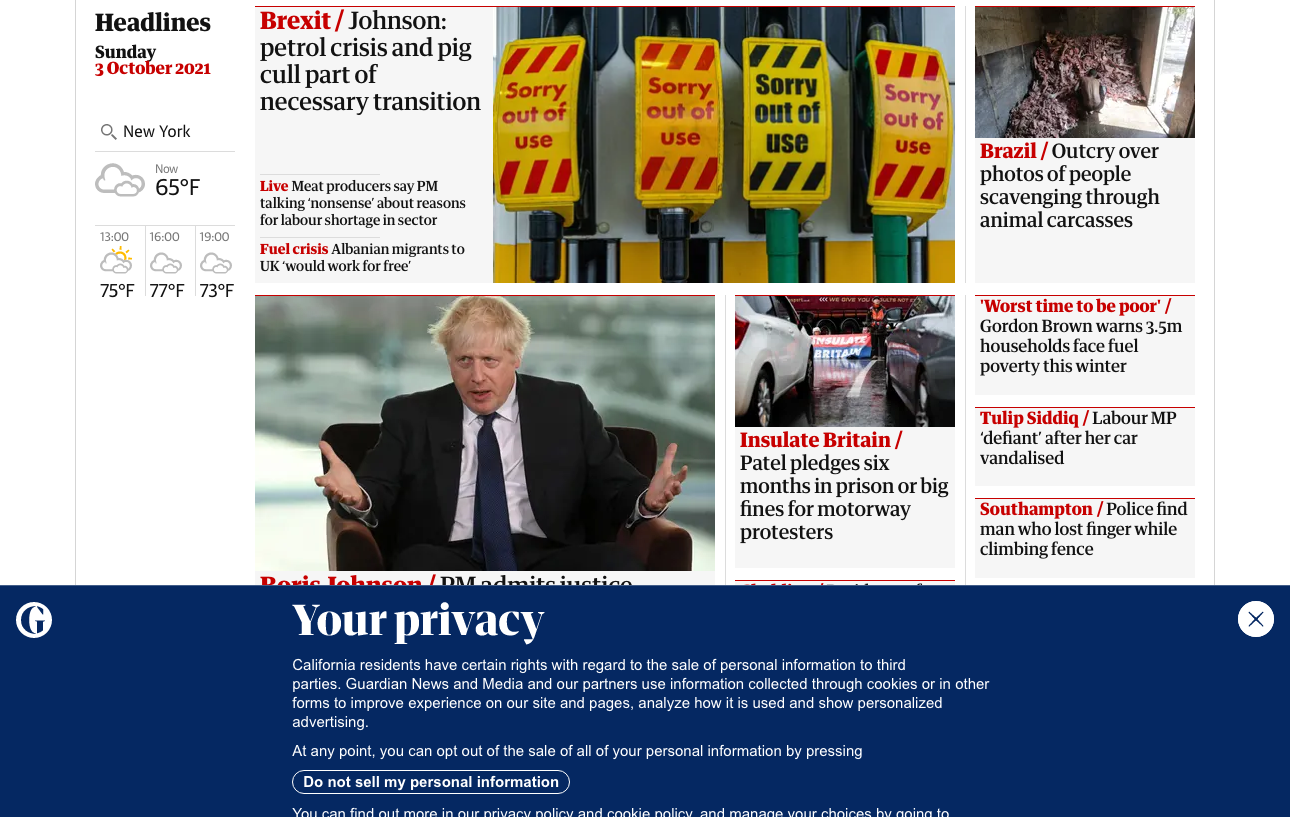 Headlines
Sunday
3 October 2021
New York
Now
65°F
13:00 16:00 19:00
75°F 77°F 73°F
Brexit / Johnson:
petrol crisis and pig
cull part of
necessary transition
Live Meat producers say PM
talking ‘nonsense’ about reasons
for labour shortage in sector
Fuel crisis Albanian migrants to
UK ‘would work for free’
Sorry
out of
use
Sorry
out of
use
Sorry
out of
use
Sorry
out of
use
Brazil / Outcry over
photos of people
scavenging through
animal carcasses
Boris Johnson / PM admits justice
INSULATE
BRITAIN
Insulate Britain /
Patel pledges six
months in prison or big
fines for motorway
protesters
'Worst time to be poor' /
Gordon Brown warns 3.5m
households face fuel
poverty this winter
Tulip Siddiq / Labour MP
‘defiant’ after her car
vandalised
Southampton / Police find
man who lost finger while
climbing fence
Your privacy
California residents have certain rights with regard to the sale of personal information to third
parties. Guardian News and Media and our partners use information collected through cookies or in other
forms to improve experience on our site and pages, analyze how it is used and show personalized
advertising.
At any point, you can opt out of the sale of all of your personal information by pressing
Do not sell my personal information
You can find out more in our privacy policy and cookie policy, and manage your choices by going to